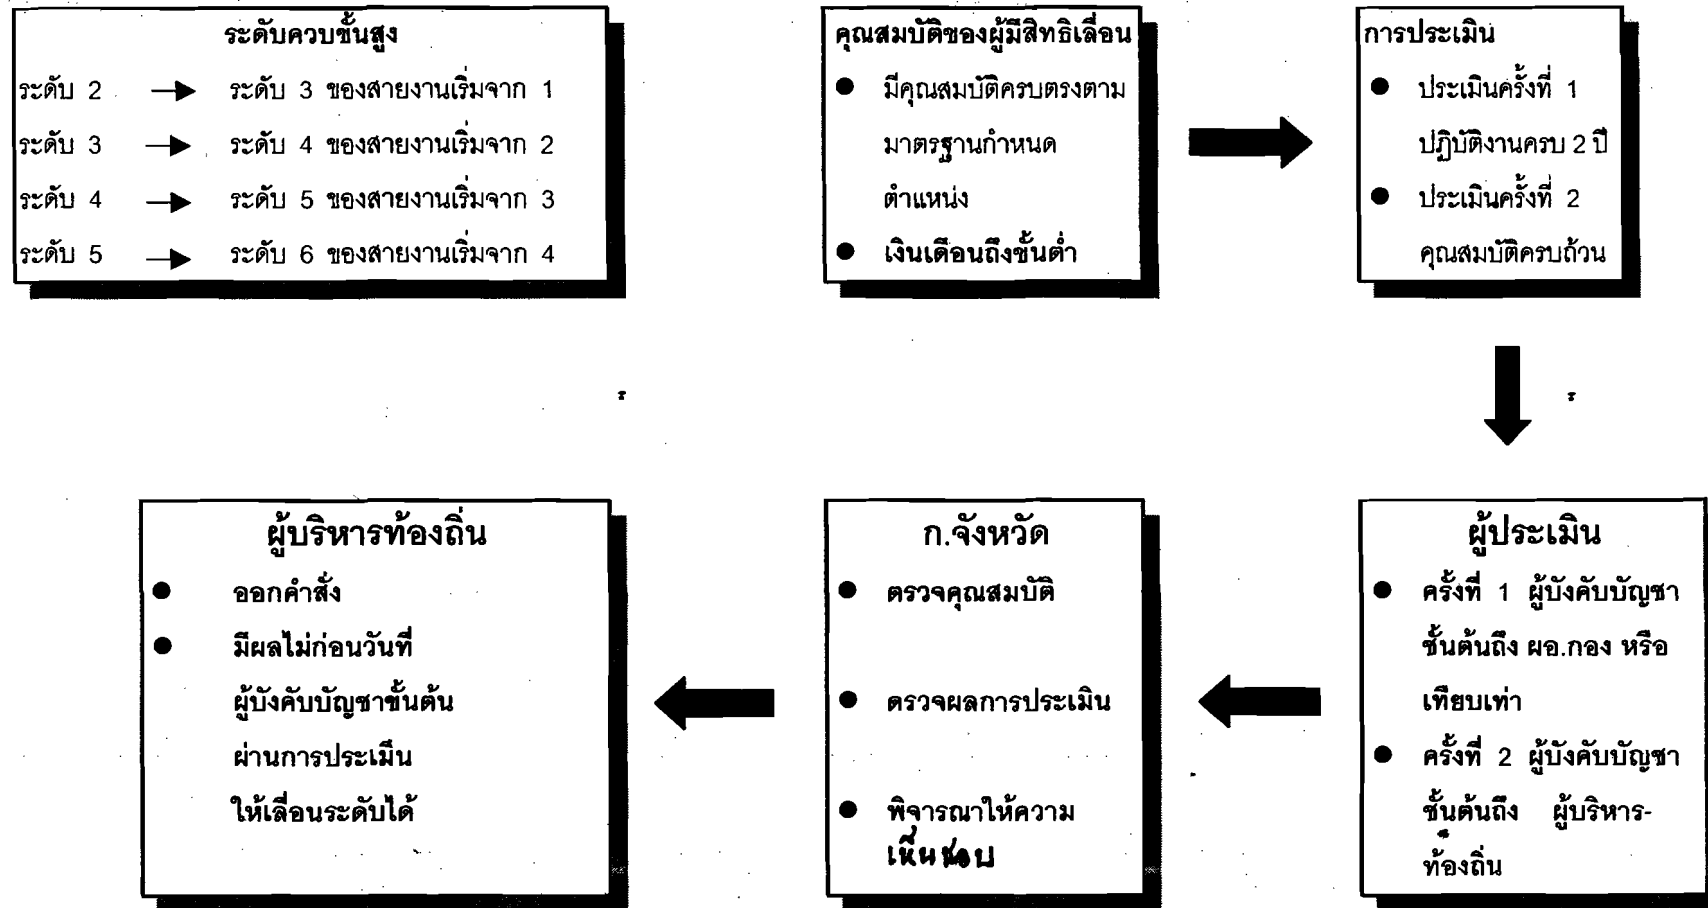 ระดับควบขั้นสูง
ระดับ 2 → ระดับ 3 ของสายงานเริ่มจาก 1
ระดับ 3 → ระดับ 4 ของสายงานเริ่มจาก 2
ระดับ 4 → ระดับ 5 ของสายงานเริ่มจาก 3
ระดับ 5 → ระดับ 6 ของสายงานเริ่มจาก 4
คุณสมบัติของผู้มีสิทธิเลื่อน
● มีคุณสมบัติครบตรงตาม
มาตรฐานกำหนด
ตำแหน่ง
● เงินเดือนถึงขั้นต่ำ
การประเมิน
● ประเมินครั้งที่ 1
ปฏิบัติงานครบ 2 ปี
● ประเมินครั้งที่ 2
คุณสมบัติครบถ้วน
ผู้ประเมิน
● ครั้งที่ 1 ผู้บังคับบัญชา
ชั้นต้นถึง ผอ.กอง หรือ
เทียบเท่า
● ครั้งที่ 2 ผู้บังคับบัญชา
ชั้นต้นถึง ผู้บริหาร-
ท้องถิ่น
ก.จังหวัด
● ตรวจคุณสมบัติ
● ตรวจผลการประเมิน
● พิจารณาให้ความ
เห็นชอบ
ผู้บริหารท้องถิ่น
● ออกคำสั่ง
● มีผลไม่ก่อนวันที่
ผู้บังคับบัญชาชั้นต้น
ผ่านการประเมิน
ให้เลื่อนระดับได้